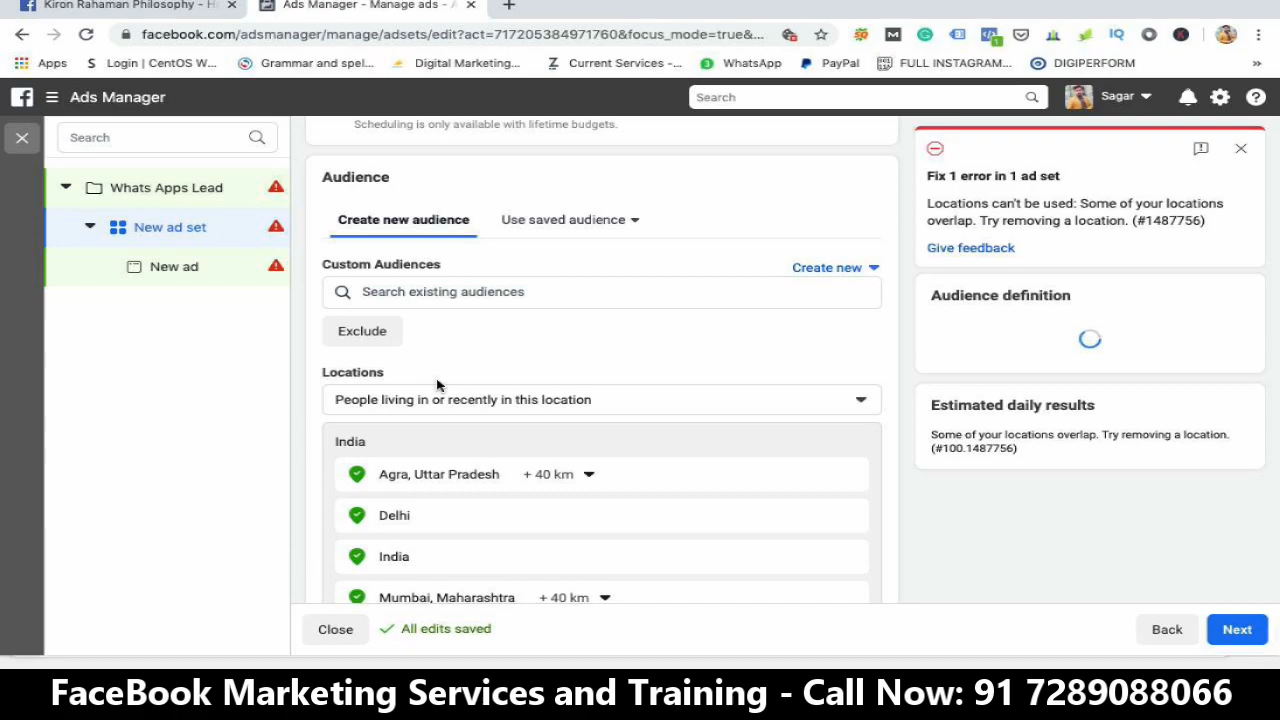 Kiron Rahaman Philosophy - H
Ads Manager - Manage ads - A
facebook.com/adsmanager/manage/adsets/edit?act=717205384971760&focus_mode=true&...
Apps
Login | CentOS W...
Grammar and spel...
Digital Marketing...
Current Services -...
WhatsApp
PayPal
FULL INSTAGRAM...
DIGIPERFORM
»
Ads Manager
Search
Sagar
Search
Whats Apps Lead
New ad set
New ad
Scheduling is only available with lifetime budgets.
Audience
Create new audience
Use saved audience
Custom Audiences
Create new
Search existing audiences
Exclude
Locations
People living in or recently in this location
India
Agra, Uttar Pradesh + 40 km
Delhi
India
Mumbai, Maharashtra + 40 km
Close
All edits saved
Back
Next
Fix 1 error in 1 ad set
Locations can't be used: Some of your locations
overlap. Try removing a location. (#1487756)
Give feedback
Audience definition
Estimated daily results
Some of your locations overlap. Try removing a location.
(#100.1487756)
FaceBook Marketing Services and Training - Call Now: 91 7289088066